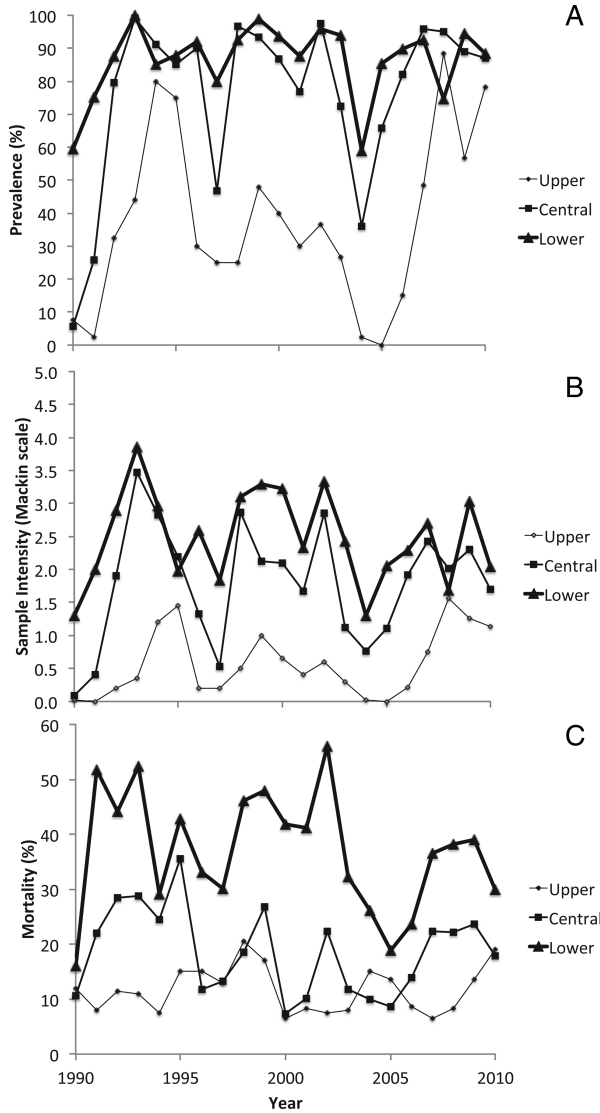 A
Prevalence (%)
100
90
80
70
60
50
40
30
20
10
0
Upper
Central
Lower
B
Sample Intensity (Mackin scale)
5.0
4.5
4.0
3.5
3.0
2.5
2.0
1.5
1.0
0.5
0.0
Upper
Central
Lower
C
Mortality (%)
60
50
40
30
20
10
0
Upper
Central
Lower
1990 1995 2000 2005 2010
Year